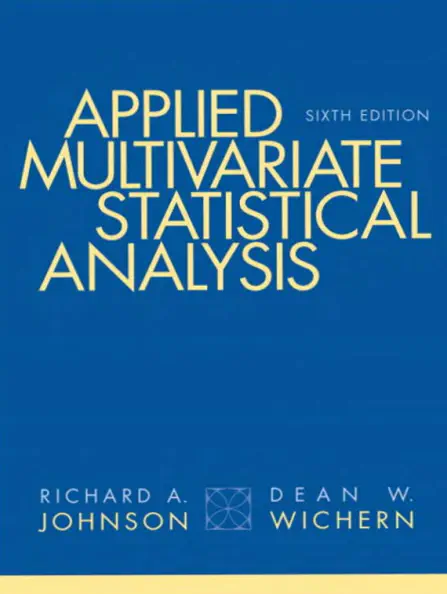 APPLIED SIXTH EDITION
MULTIVARIATE
STATISTICAL
ANALYSIS
RICHARD A. JOHNSON
DEAN W. WICHERN